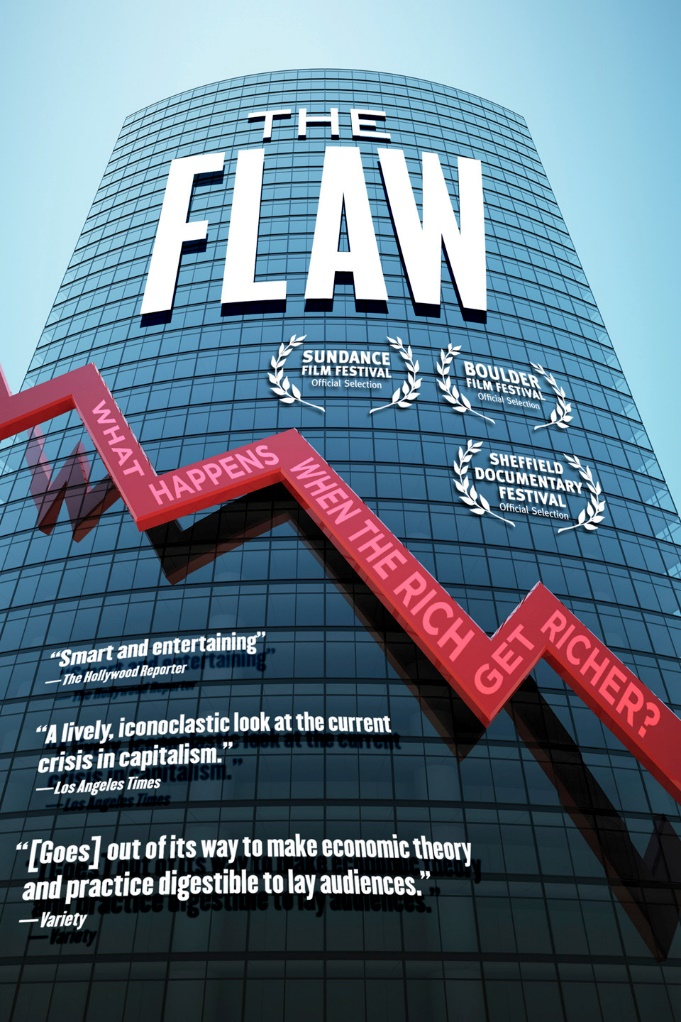 THE
FLAW
SUNDANCE
FILM FESTIVAL
Official Selection
BOULDER
FILM FESTIVAL
Official Selection
SHEFFIELD
DOCUMENTARY
FESTIVAL
Official Selection
WHAT HAPPENS WHEN THE RICH GET RICHER?
“Smart and entertaining”
—The Hollywood Reporter
“A lively, iconoclastic look at the current
crisis in capitalism.”
—Los Angeles Times
“[Goes] out of its way to make economic theory
and practice digestible to lay audiences.”
—Variety